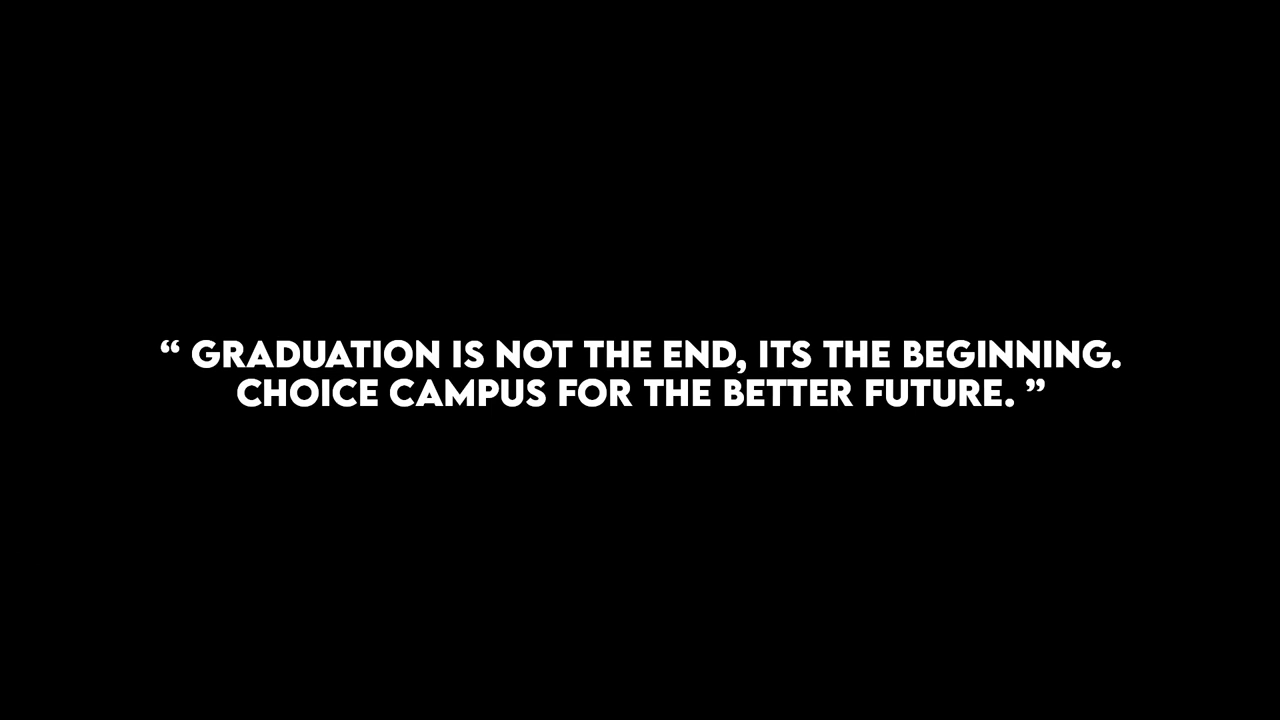 “ GRADUATION IS NOT THE END, ITS THE BEGINNING.
CHOICE CAMPUS FOR THE BETTER FUTURE. ”